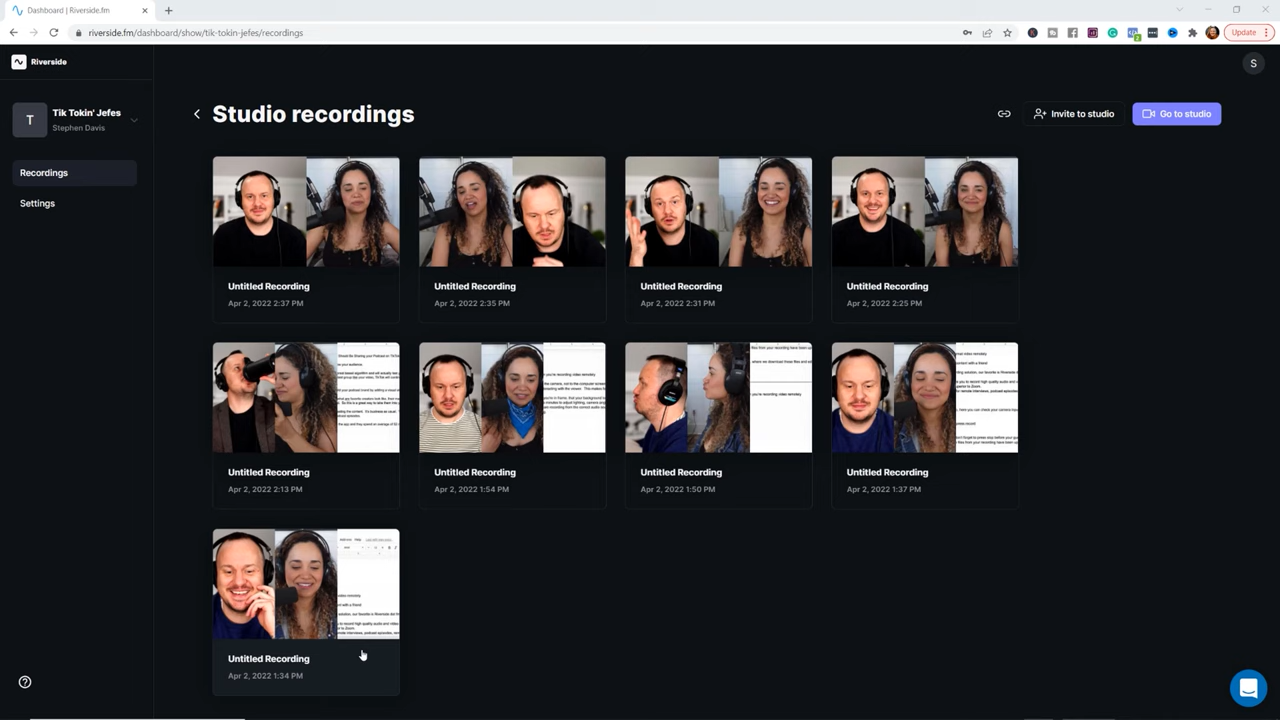 Dashboard | Riverside.fm
riverside.fm/dashboard/show/tik-tokin-jefes/recordings
Update
Riverside
S
T
Tik Tokin' Jefes
Stephen Davis
Recordings
Settings
Studio recordings
Invite to studio
Go to studio
Untitled Recording
Apr 2, 2022 2:37 PM
Untitled Recording
Apr 2, 2022 2:35 PM
Untitled Recording
Apr 2, 2022 2:31 PM
Untitled Recording
Apr 2, 2022 2:25 PM
Untitled Recording
Apr 2, 2022 2:13 PM
Untitled Recording
Apr 2, 2022 1:54 PM
Untitled Recording
Apr 2, 2022 1:50 PM
Untitled Recording
Apr 2, 2022 1:37 PM
Untitled Recording
Apr 2, 2022 1:34 PM